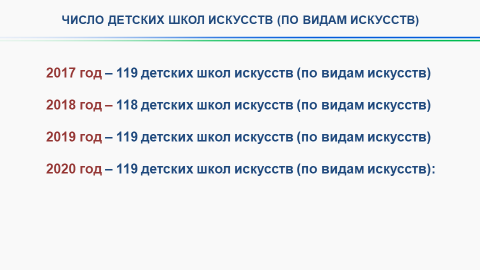 ЧИСЛО ДЕТСКИХ ШКОЛ ИСКУССТВ (ПО ВИДАМ ИСКУССТВ)
2017 год – 119 детских школ искусств (по видам искусств)
2018 год – 118 детских школ искусств (по видам искусств)
2019 год – 119 детских школ искусств (по видам искусств)
2020 год – 119 детских школ искусств (по видам искусств):